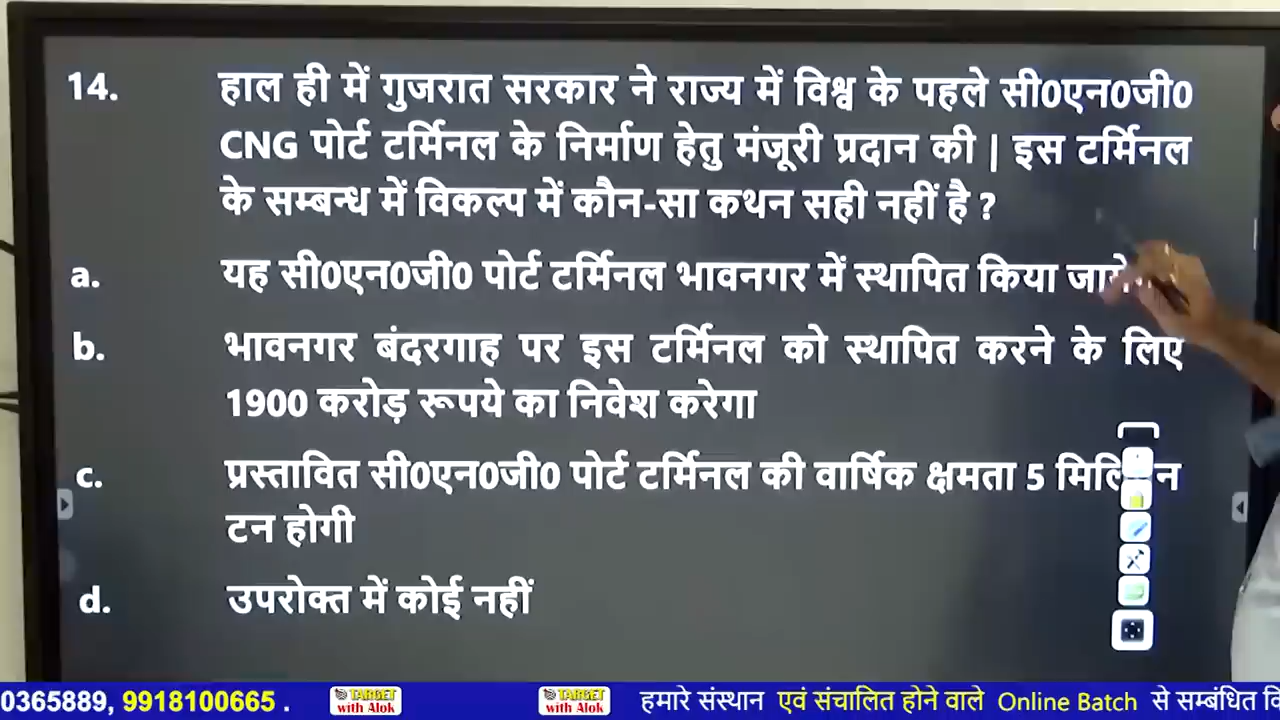 14. हाल ही में गुजरात सरकार ने राज्य में विश्व के पहले सी0एन0जी0
CNG पोर्ट टर्मिनल के निर्माण हेतु मंजूरी प्रदान की | इस टर्मिनल
के सम्बन्ध में विकल्प में कौन-सा कथन सही नहीं है ?
a. यह सी0एन0जी0 पोर्ट टर्मिनल भावनगर में स्थापित किया
b. भावनगर बंदरगाह पर इस टर्मिनल को स्थापित करने के लिए
1900 करोड़ रूपये का निवेश करेगा
c. प्रस्तावित सी0एन0जी0 पोर्ट टर्मिनल की वार्षिक क्षमता 5
टन होगी
d. उपरोक्त में कोई नहीं
0365889, 9918100665 . TARGET with Alok TARGET with Alok हमारे संस्थान एवं संचालित होने वाले Online Batch से सम्बंधित